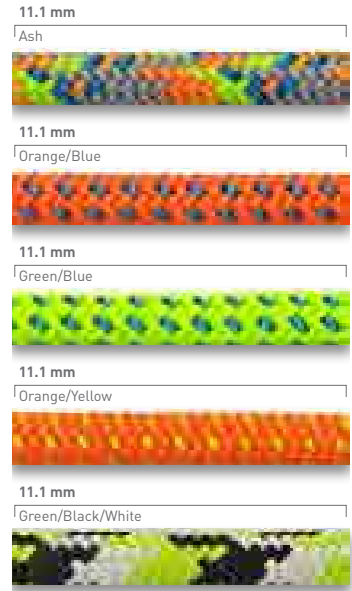 11.1 mm
Ash
11.1 mm
Orange/Blue
11.1 mm
Green/Blue
11.1 mm
Orange/Yellow
11.1 mm
Green/Black/White